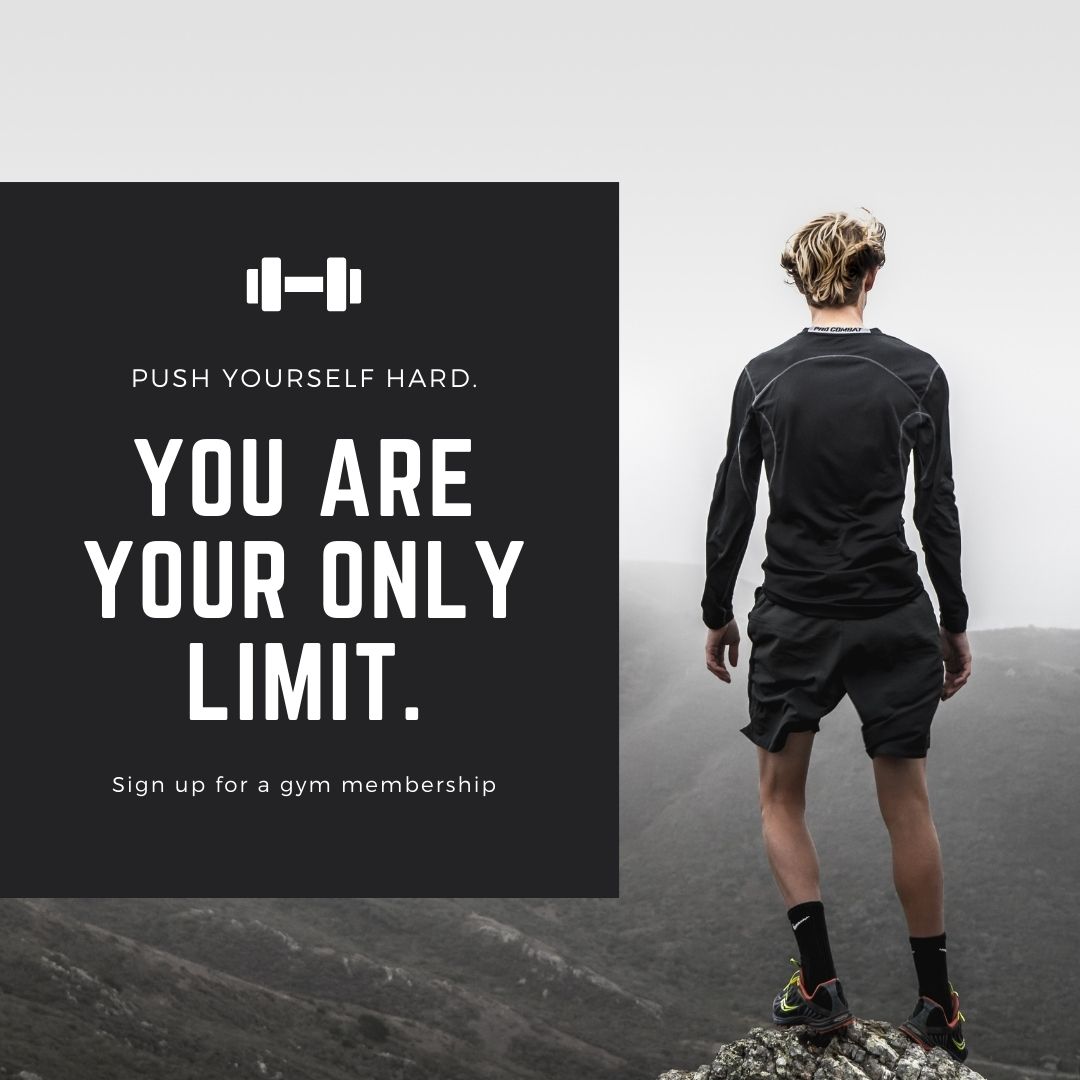 PRO COMBAT
PUSH YOURSELF HARD.
YOU ARE
YOUR ONLY
LIMIT.
Sign up for a gym membership